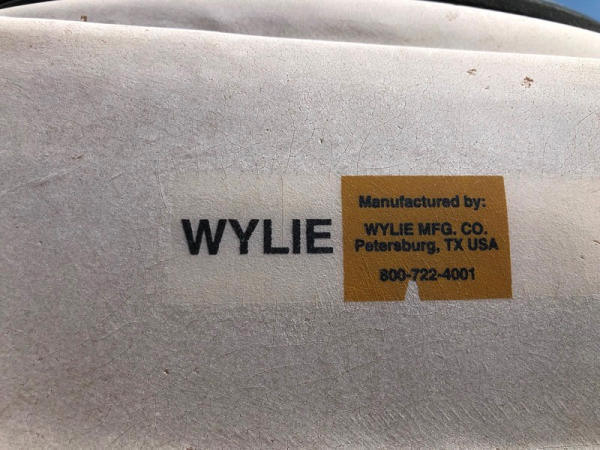 WYLIE
Manufactured by:
WYLIE MFG. CO.
Petersburg, TX USA
800-722-4001